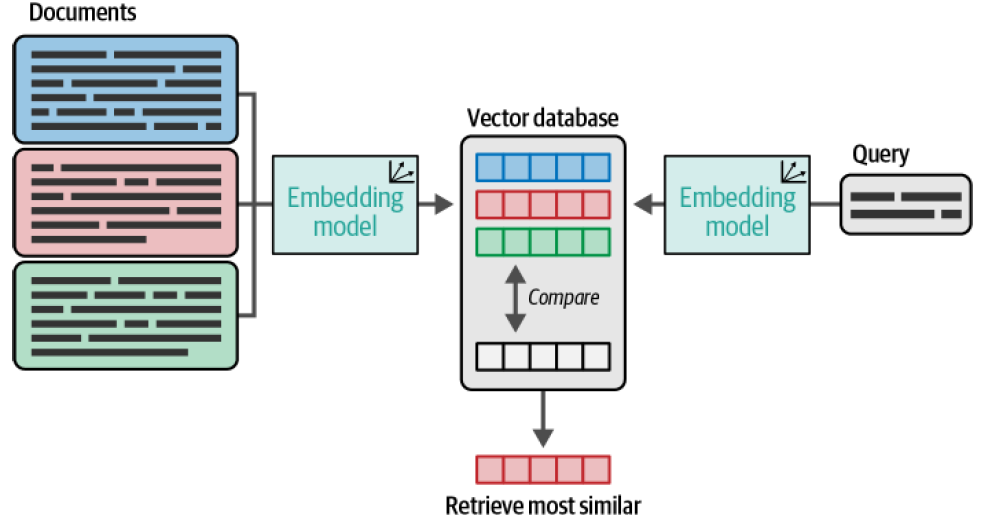 Documents
Vector database
Query
Embedding
model
Embedding
model
Compare
Retrieve most similar